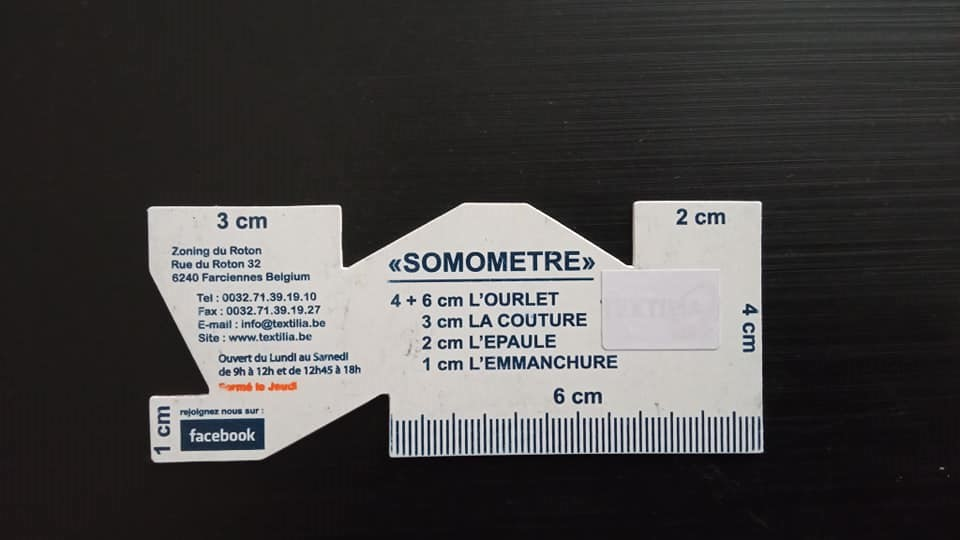 3 cm
Zoning du Roton
Rue du Roton 32
6240 Farciennes Belgium
Tel : 0032.71.39.19.10
Fax : 0032.71.39.19.27
E-mail : info@textilia.be
Site : www.textilia.be
Ouvert du Lundi au Samedi
de 9h à 12h et de 12h45 à 18h
Fermé le Jeudi
1 cm
rejoignez nous sur :
facebook
«SOMOMETRE»
4 + 6 cm L'OURLET
3 cm LA COUTURE
2 cm L'EPAULE
1 cm L'EMMANCHURE
6 cm
2 cm
4 cm